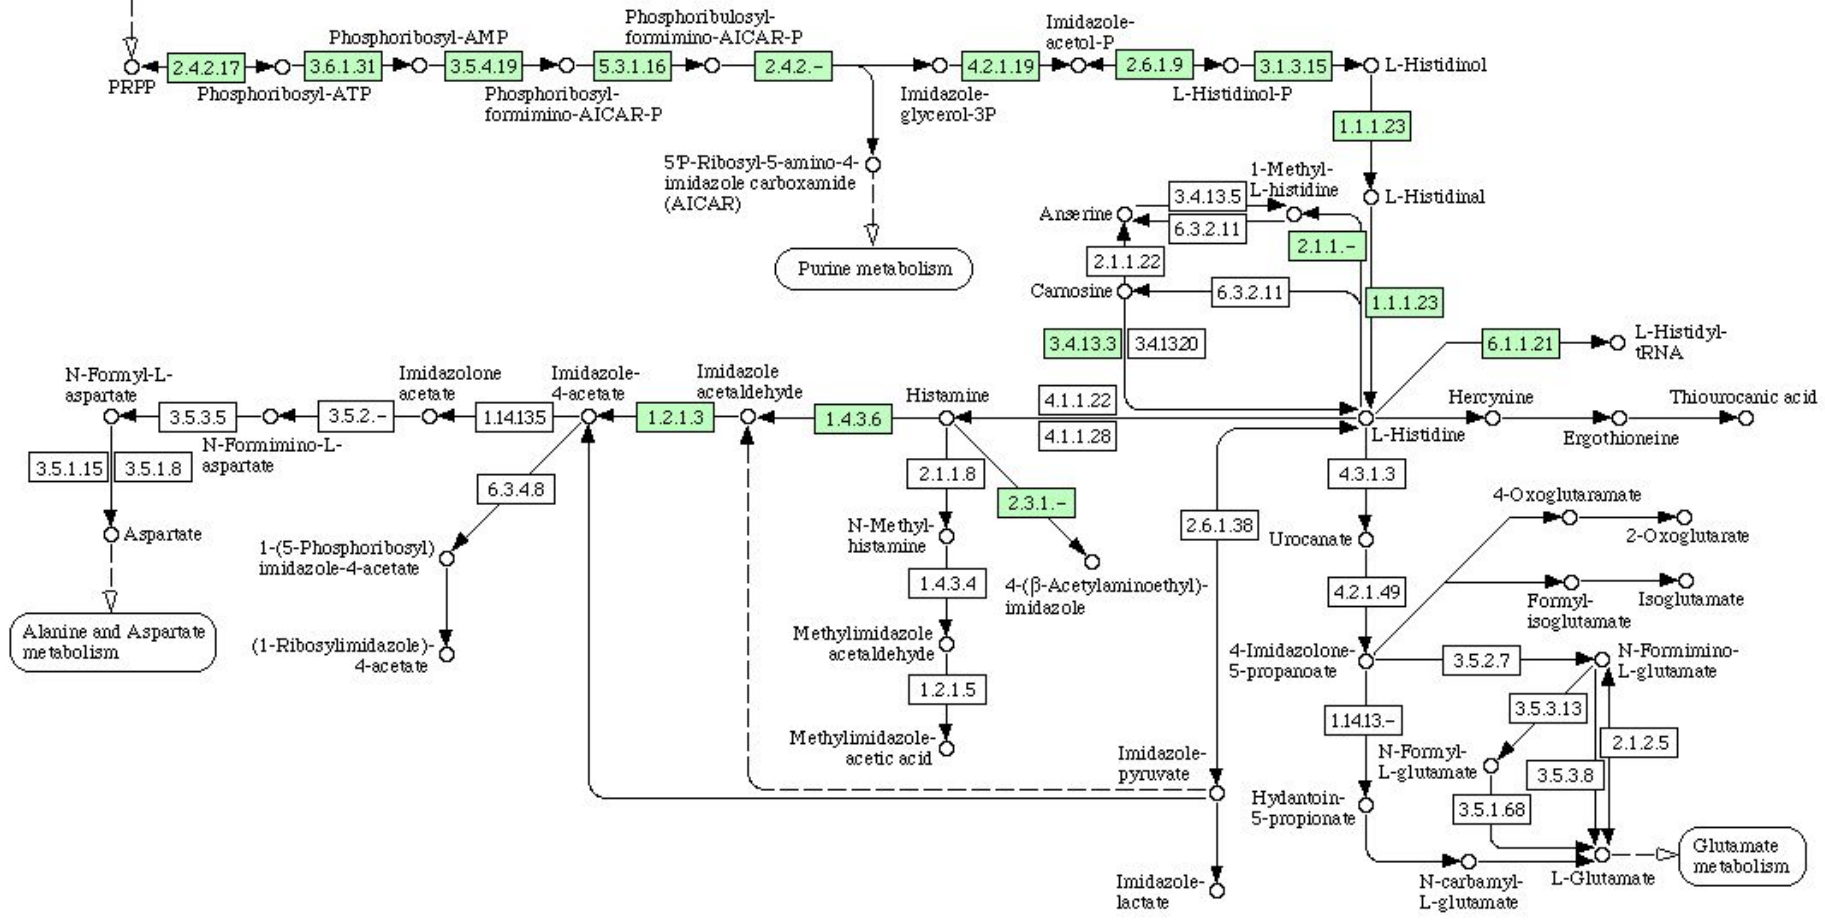 Phosphoribulosyl-
formimino-AICAR-P
Phosphoribosyl-AMP
Imidazole-
acetol-P
PRPP
2.4.2.17
3.6.1.31
3.5.4.19
5.3.1.16
2.4.2.-
4.2.1.19
2.6.1.9
3.1.3.15
L-Histidinol
Phosphoribosyl-ATP
Phosphoribosyl-
formimino-AICAR-P
Imidazole-
glycerol-3P
L-Histidinol-P
1.1.1.23
5'P-Ribosyl-5-amino-4-
imidazole carboxamide
(AICAR)
1-Methyl-
L-histidine
L-Histidinal
3.4.13.5
Anserine
6.3.2.11
2.1.1.-
Purine metabolism
2.1.1.22
Carnosine
6.3.2.11
1.1.1.23
3.4.13.3
3.4.1320
6.1.1.21
L-Histidyl-
tRNA
N-Formyl-L-
aspartate
Imidazolone
acetate
Imidazole-
4-acetate
Imidazole
acetaldehyde
Histamine
4.1.1.22
4.1.1.28
Hercynine
Thiourocanic acid
3.5.3.5
3.5.2.-
1.14.13.5
1.2.1.3
1.4.3.6
L-Histidine
Ergothioneine
N-Formimino-L-
aspartate
3.5.1.15
3.5.1.8
6.3.4.8
2.1.1.8
2.3.1.-
4.3.1.3
4-Oxoglutaramate
2-Oxoglutarate
Aspartate
1-(5-Phosphoribosyl)
imidazole-4-acetate
N-Methyl-
histamine
2.6.1.38
Urocanate
1.4.3.4
4-(β-Acetylaminoethyl)-
imidazole
4.2.1.49
Formyl-
isoglutamate
Isoglutamate
Alanine and Aspartate
metabolism
(1-Ribosylimidazole)-
4-acetate
Methylimidazole
acetaldehyde
4-Imidazolone-
5-propanoate
3.5.2.7
N-Formimino-
L-glutamate
1.2.1.5
1.14.13.-
3.5.3.13
2.1.2.5
Methylimidazole-
acetic acid
Imidazole-
pyruvate
N-Formyl-
L-glutamate
3.5.3.8
Hydantoin-
5-propionate
3.5.1.68
Glutamate
metabolism
Imidazole-
lactate
N-carbamyl-
L-glutamate
L-Glutamate